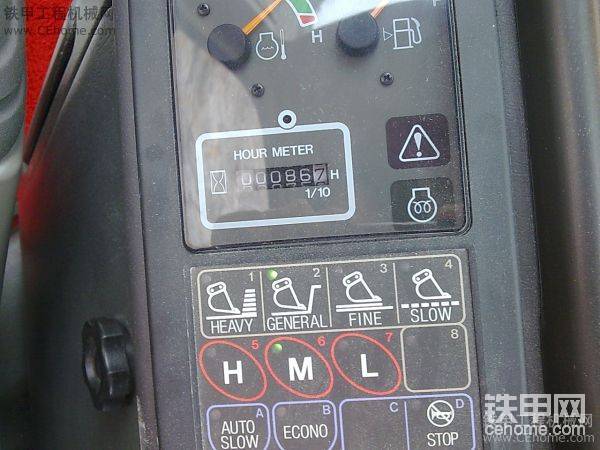 铁甲工程机械网
www.CEhome.com
H
F
HOUR METER
000867 H
1/10
1 2 3 4
HEAVY GENERAL FINE SLOW
5 6 7 8
H M L
A B C D
AUTO SLOW ECONO STOP
铁甲网
cehome.com